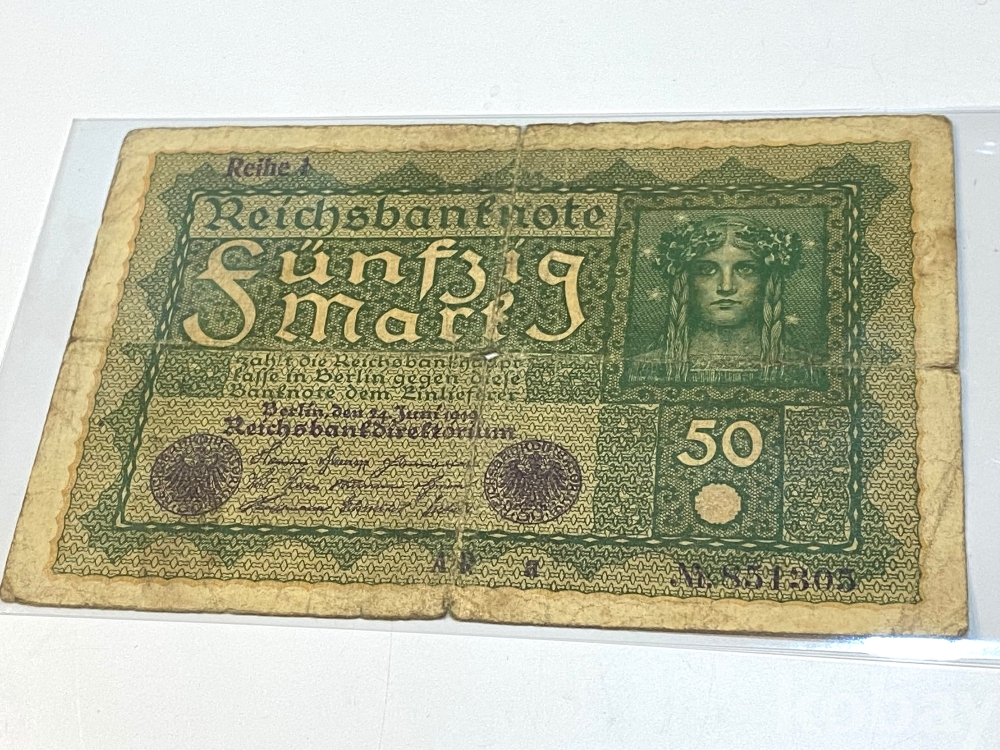 Reihe 1
Reichsbanknote
Fünfzig
Mark
zahlt die Reichsbankhaupt
kasse in Berlin gegen diese
Banknote dem Einlieferer
Berlin, den 24. Juni 1919
Reichsbankdirektorium
50
No. 851305